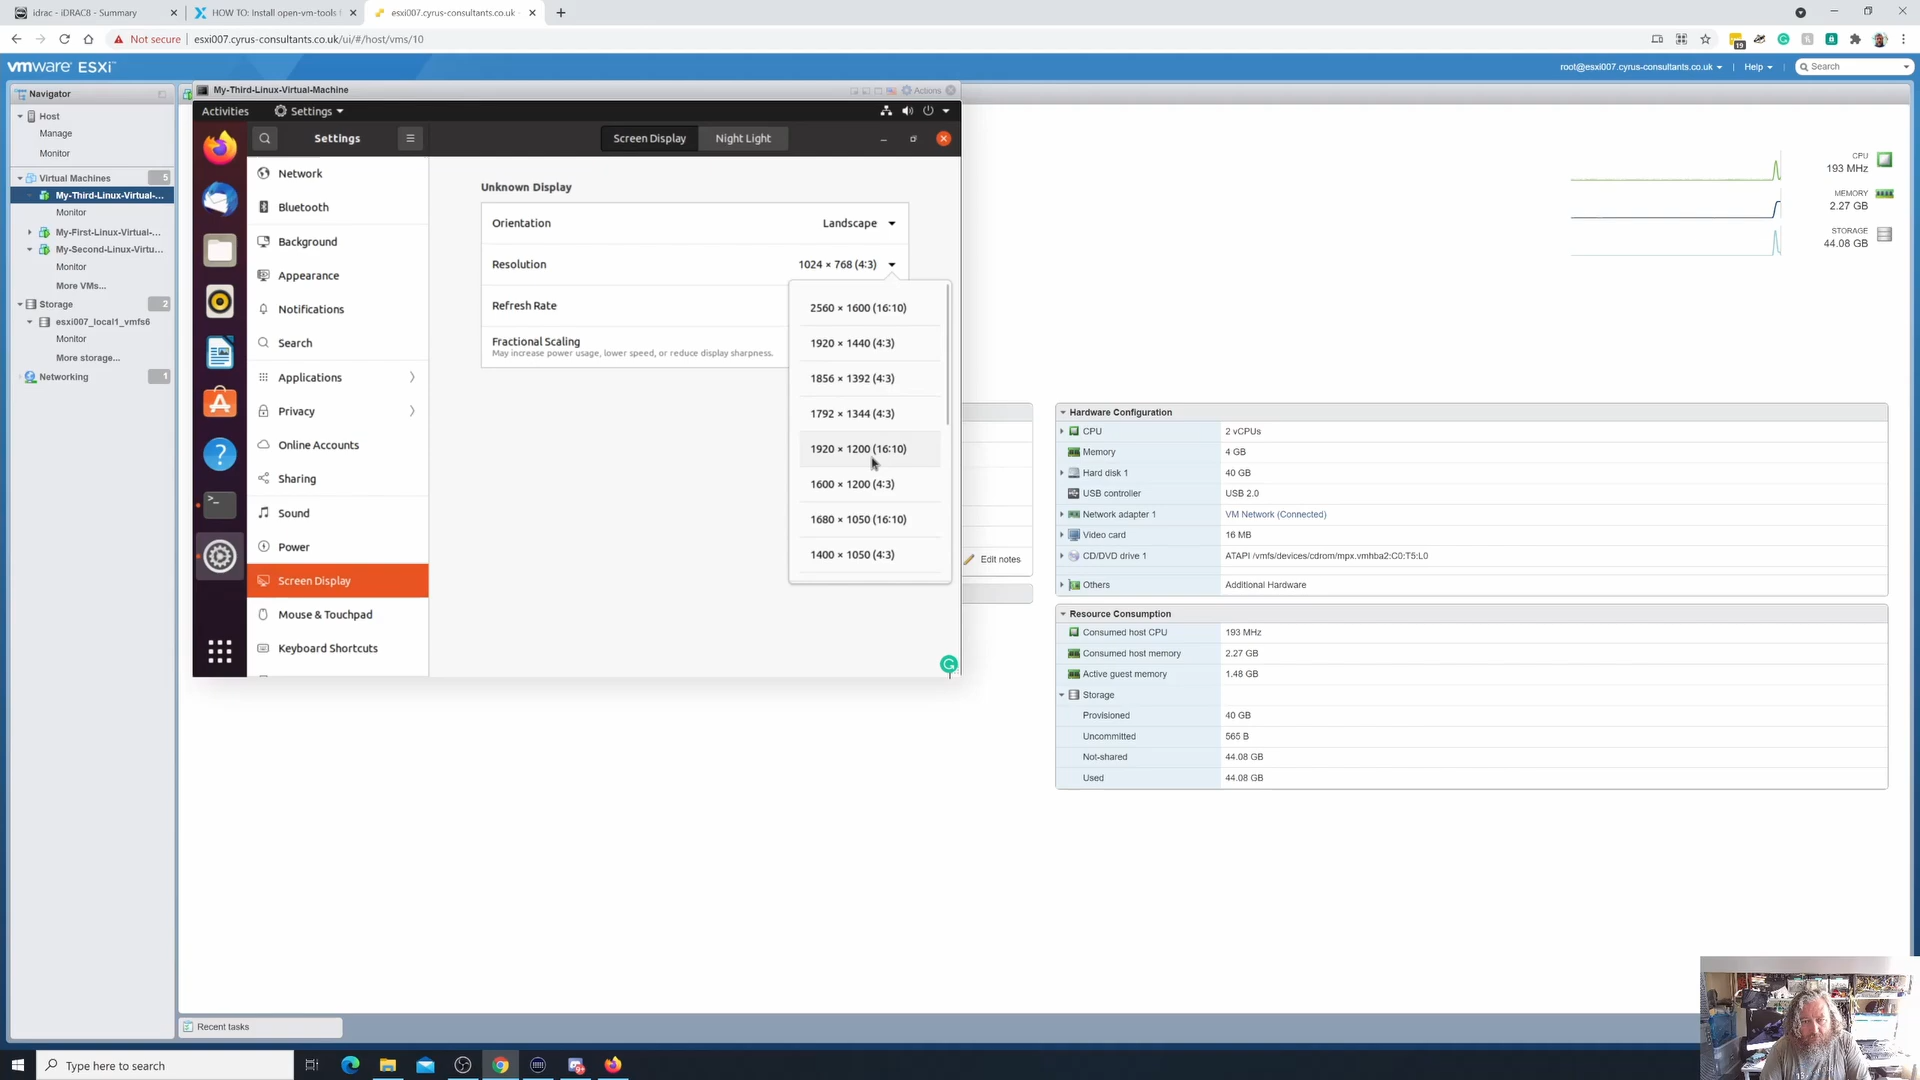 idrac - iDRAC8 - Summary
HOW TO: Install open-vm-tools
esxi007.cyrus-consultants.co.uk
Not secure
esxi007.cyrus-consultants.co.uk/ui/#/host/vms/10
19
vmware ESXi
root@esxi007.cyrus-consultants.co.uk
Help
Search
Navigator
Host
Manage
Monitor
Virtual Machines
5
My-Third-Linux-Virtual-...
Monitor
My-First-Linux-Virtual-...
My-Second-Linux-Virtu...
Monitor
More VMs...
Storage
2
esxi007_local1_vmfs6
Monitor
More storage...
Networking
1
My-Third-Linux-Virtual-Machine
Actions
Activities
Settings
Settings
Screen Display
Night Light
Network
Bluetooth
Background
Appearance
Notifications
Search
Applications
Privacy
Online Accounts
Sharing
Sound
Power
Screen Display
Mouse & Touchpad
Keyboard Shortcuts
Unknown Display
Orientation
Landscape
Resolution
1024 × 768 (4:3)
Refresh Rate
Fractional Scaling
May increase power usage, lower speed, or reduce display sharpness.
2560 × 1600 (16:10)
1920 × 1440 (4:3)
1856 × 1392 (4:3)
1792 × 1344 (4:3)
1920 × 1200 (16:10)
1600 × 1200 (4:3)
1680 × 1050 (16:10)
1400 × 1050 (4:3)
CPU
193 MHz
MEMORY
2.27 GB
STORAGE
44.08 GB
Edit notes
Hardware Configuration
CPU
2 vCPUs
Memory
4 GB
Hard disk 1
40 GB
USB controller
USB 2.0
Network adapter 1
VM Network (Connected)
Video card
16 MB
CD/DVD drive 1
ATAPI /vmfs/devices/cdrom/mpx.vmhba2:C0:T5:L0
Others
Additional Hardware
Resource Consumption
Consumed host CPU
193 MHz
Consumed host memory
2.27 GB
Active guest memory
1.48 GB
Storage
Provisioned
40 GB
Uncommitted
565 B
Not-shared
44.08 GB
Used
44.08 GB
Recent tasks
Type here to search